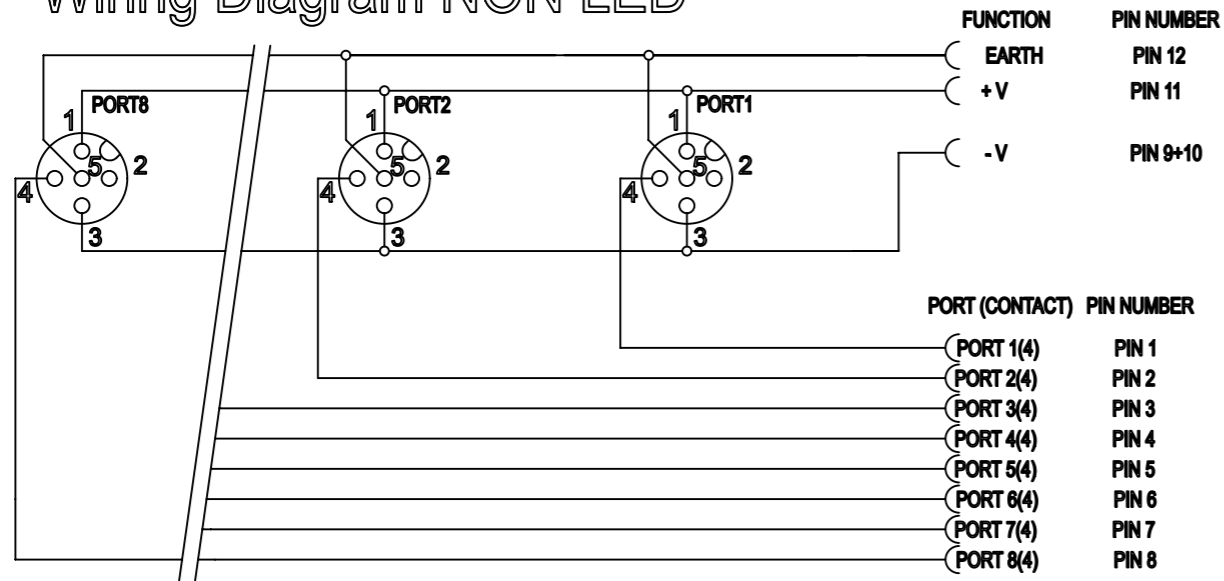 Wiring Diagram NON LED
FUNCTION PIN NUMBER
EARTH PIN 12
+V PIN 11
-V PIN 9+10
PORT8 PORT2 PORT1
1 1 1
5 2 5 2 5 2
4 4 4
3 3 3
PORT (CONTACT) PIN NUMBER
PORT 1(4) PIN 1
PORT 2(4) PIN 2
PORT 3(4) PIN 3
PORT 4(4) PIN 4
PORT 5(4) PIN 5
PORT 6(4) PIN 6
PORT 7(4) PIN 7
PORT 8(4) PIN 8